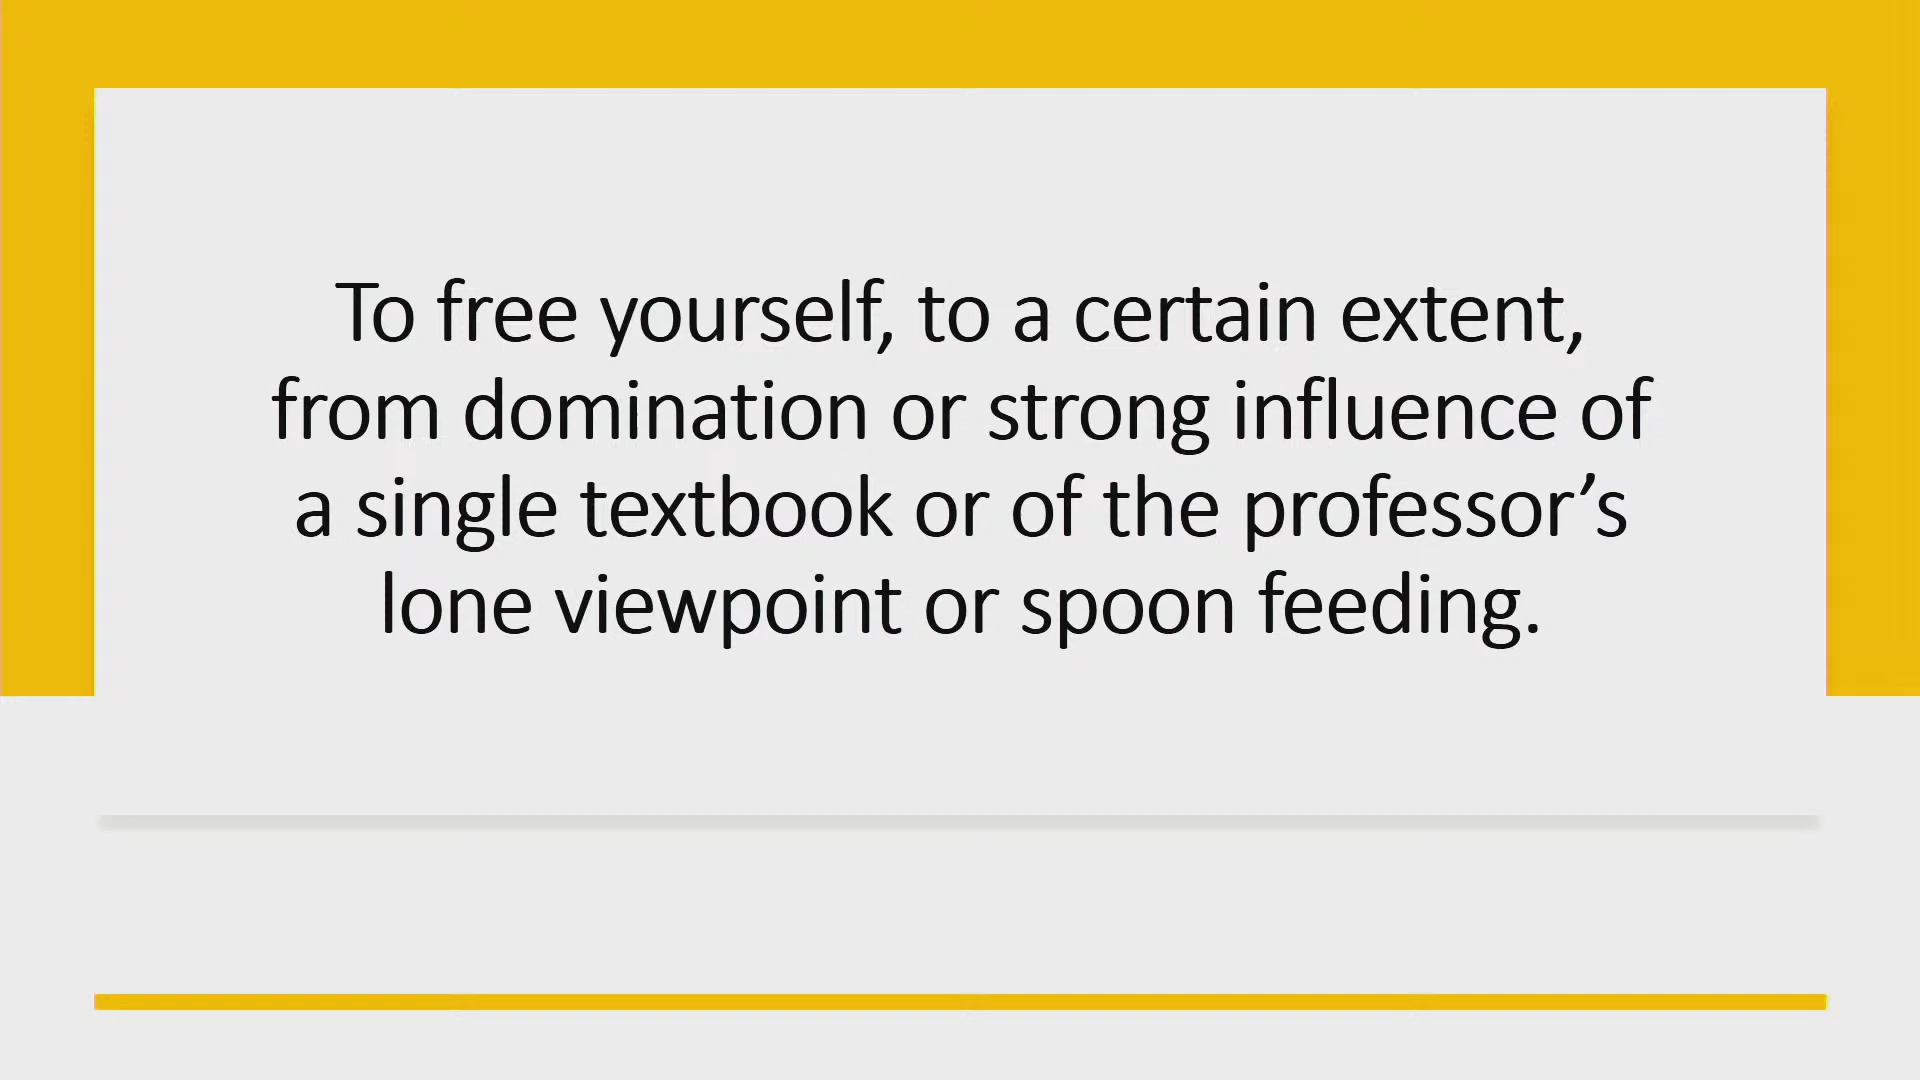 To free yourself, to a certain extent,
from domination or strong influence of
a single textbook or of the professor’s
lone viewpoint or spoon feeding.